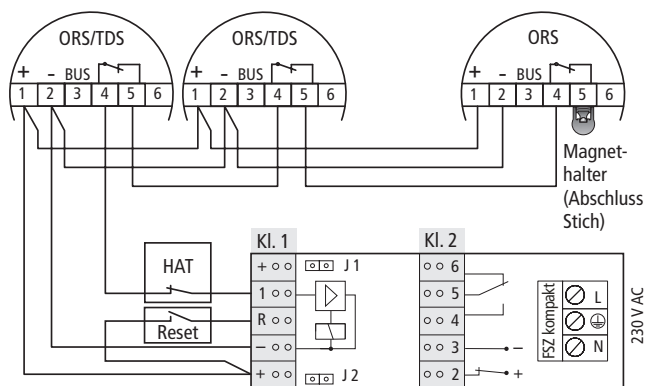 ORS/TDS ORS/TDS ORS
+ – BUS + – BUS + – BUS
1 2 3 4 5 6 1 2 3 4 5 6 1 2 3 4 5 6
Magnet-
halter
(Abschluss
Stich)
Kl. 1 Kl. 2
HAT
Reset
+ J 1
1
R
–
+ J 2
6
5
4
3 –
2 +
FSZ kompakt
L
N
230 V AC